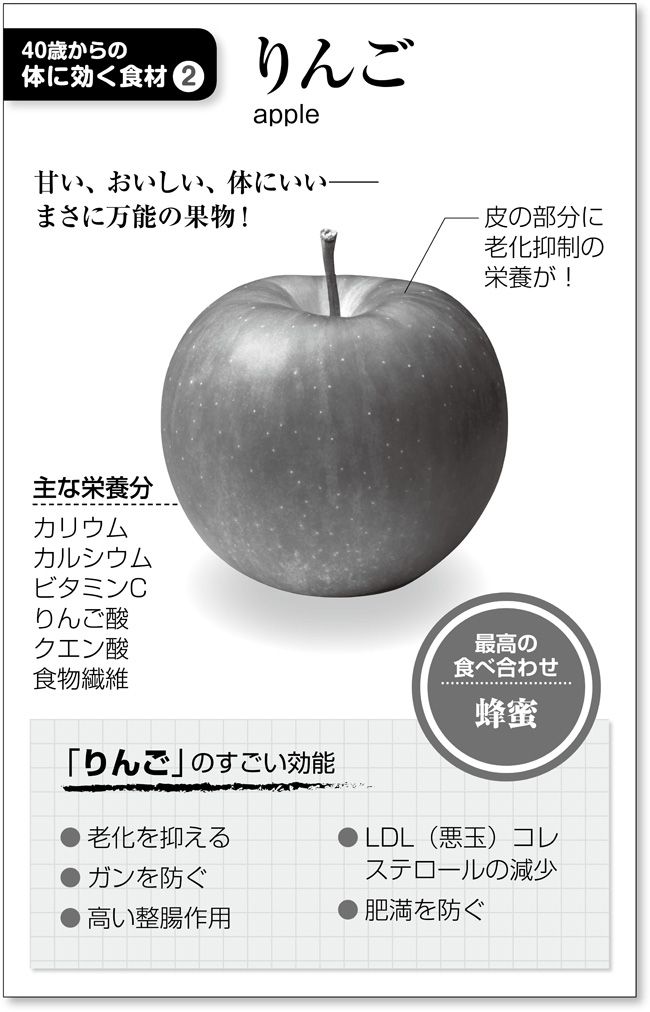 40歳からの
体に効く食材 2
りんご
apple
甘い、おいしい、体にいい――
まさに万能の果物！
皮の部分に
老化抑制の
栄養が！
主な栄養分
カリウム
カルシウム
ビタミンC
りんご酸
クエン酸
食物繊維
最高の
食べ合わせ
蜂蜜
「りんご」のすごい効能
● 老化を抑える
● ガンを防ぐ
● 高い整腸作用
● LDL（悪玉）コレ
ステロールの減少
● 肥満を防ぐ